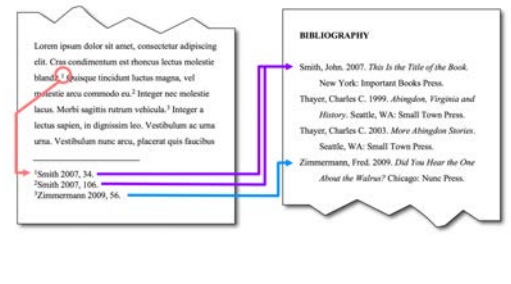 Lorem ipsum dolor sit amet, consectetur adipiscing
elit. Cras condimentum est rhoncus lectus molestie
blandit.¹ Quisque tincidunt luctus magna, vel
molestie arcu commodo eu.² Integer nec molestie
lacus. Morbi sagittis rutrum vehicula.³ Integer a
lectus sapien, in dignissim leo. Vestibulum ac urna
urna. Vestibulum nunc arcu, placerat quis faucibus
¹Smith 2007, 34.
²Smith 2007, 106.
³Zimmermann 2009, 56.
BIBLIOGRAPHY
Smith, John. 2007. This Is the Title of the Book.
New York: Important Books Press.
Thayer, Charles C. 1999. Abingdon, Virginia and
History. Seattle, WA: Small Town Press.
Thayer, Charles C. 2003. More Abingdon Stories.
Seattle, WA: Small Town Press.
Zimmermann, Fred. 2009. Did You Hear the One
About the Walrus? Chicago: Nunc Press.